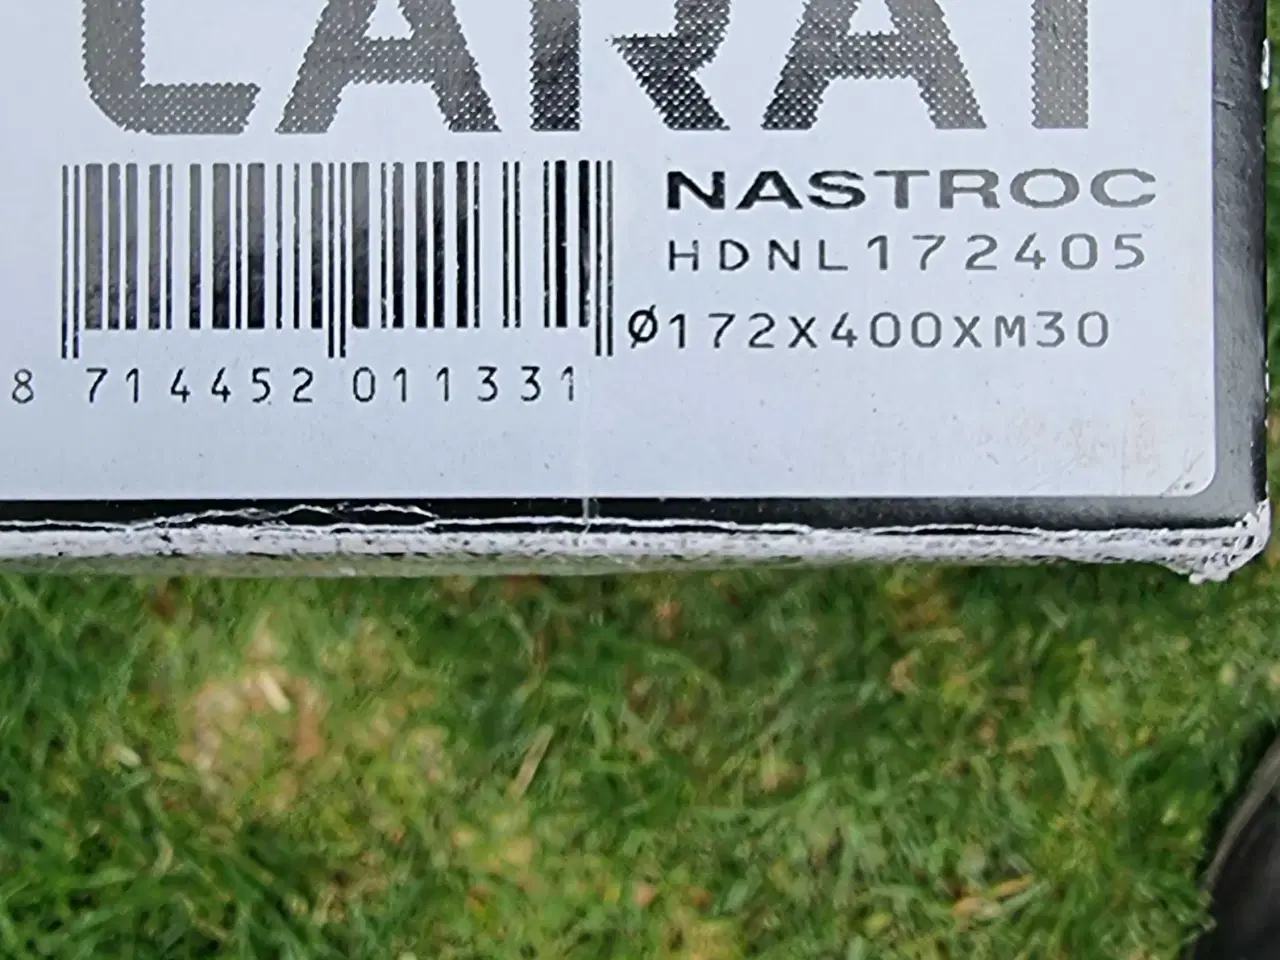 CARAT
NASTROC
HDNL172405
Ø172X400XM30
8 714452 011331